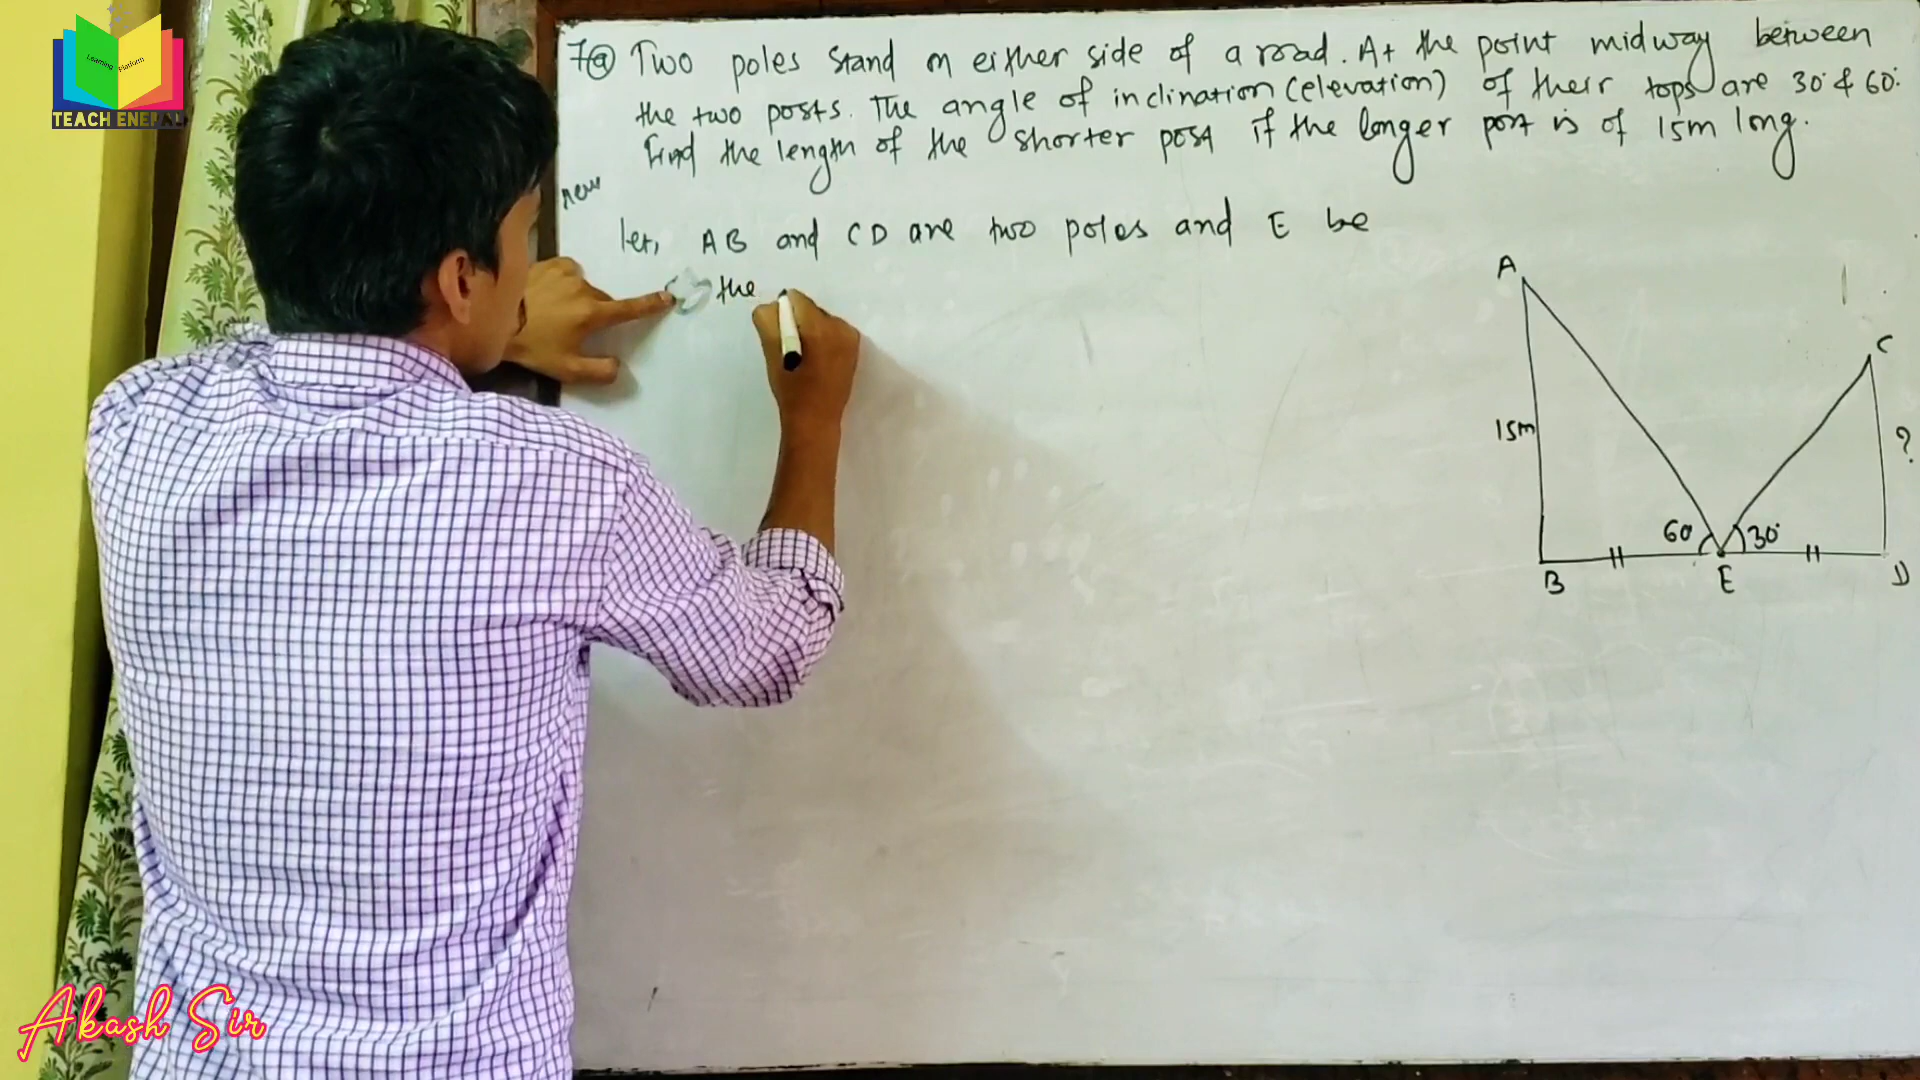 Learning Platform
TEACH ENEPAL
7@ Two poles stand on either side of a road. At the point midway between
the two posts. The angle of inclination (elevation) of their tops are 30° & 60°.
Find the length of the shorter post if the longer post is of 15m long.
let, AB and CD are two poles and E be
the
A
C
15m
?
60° 30°
B E D
Akash Sir